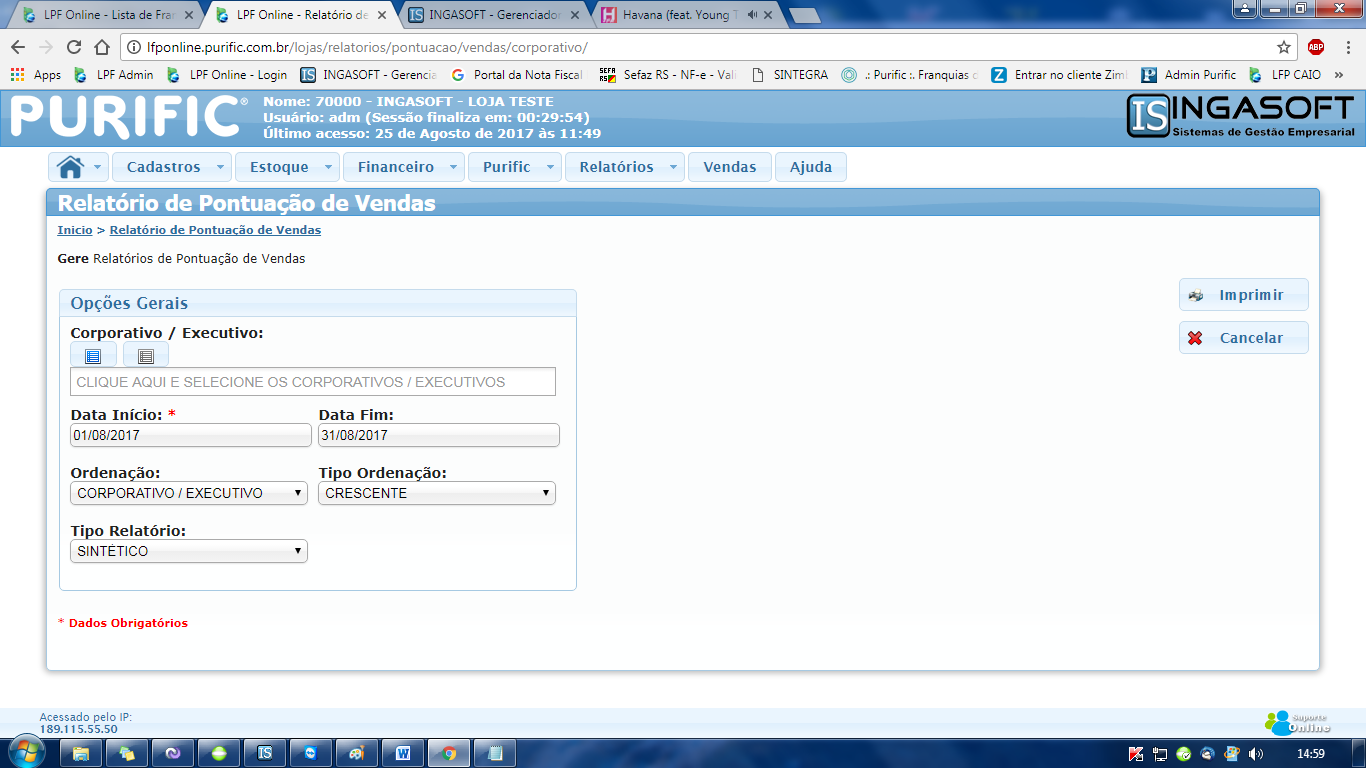 LPF Online - Lista de Fran
LPF Online - Relatório de
INGASOFT - Gerenciador
Havana (feat. Young T
lfponline.purific.com.br/lojas/relatorios/pontuacao/vendas/corporativo/
ABP
Apps
LPF Admin
LPF Online - Login
INGASOFT - Gerencia
Portal da Nota Fiscal
Sefaz RS - NF-e - Vali
SINTEGRA
.: Purific :. Franquias
Entrar no cliente Zim
Admin Purific
LFP CAIO
»
PURIFIC®
Nome: 70000 - INGASOFT - LOJA TESTE
Usuário: adm (Sessão finaliza em: 00:29:54)
Último acesso: 25 de Agosto de 2017 às 11:49
IS INGASOFT
Sistemas de Gestão Empresarial
Cadastros
Estoque
Financeiro
Purific
Relatórios
Vendas
Ajuda
Relatório de Pontuação de Vendas
Inicio > Relatório de Pontuação de Vendas
Gere Relatórios de Pontuação de Vendas
Imprimir
Cancelar
Opções Gerais
Corporativo / Executivo:
CLIQUE AQUI E SELECIONE OS CORPORATIVOS / EXECUTIVOS
Data Início: * Data Fim:
01/08/2017 31/08/2017
Ordenação: Tipo Ordenação:
CORPORATIVO / EXECUTIVO CRESCENTE
Tipo Relatório:
SINTÉTICO
* Dados Obrigatórios
Acessado pelo IP:
189.115.55.50
Suporte
Online
14:59